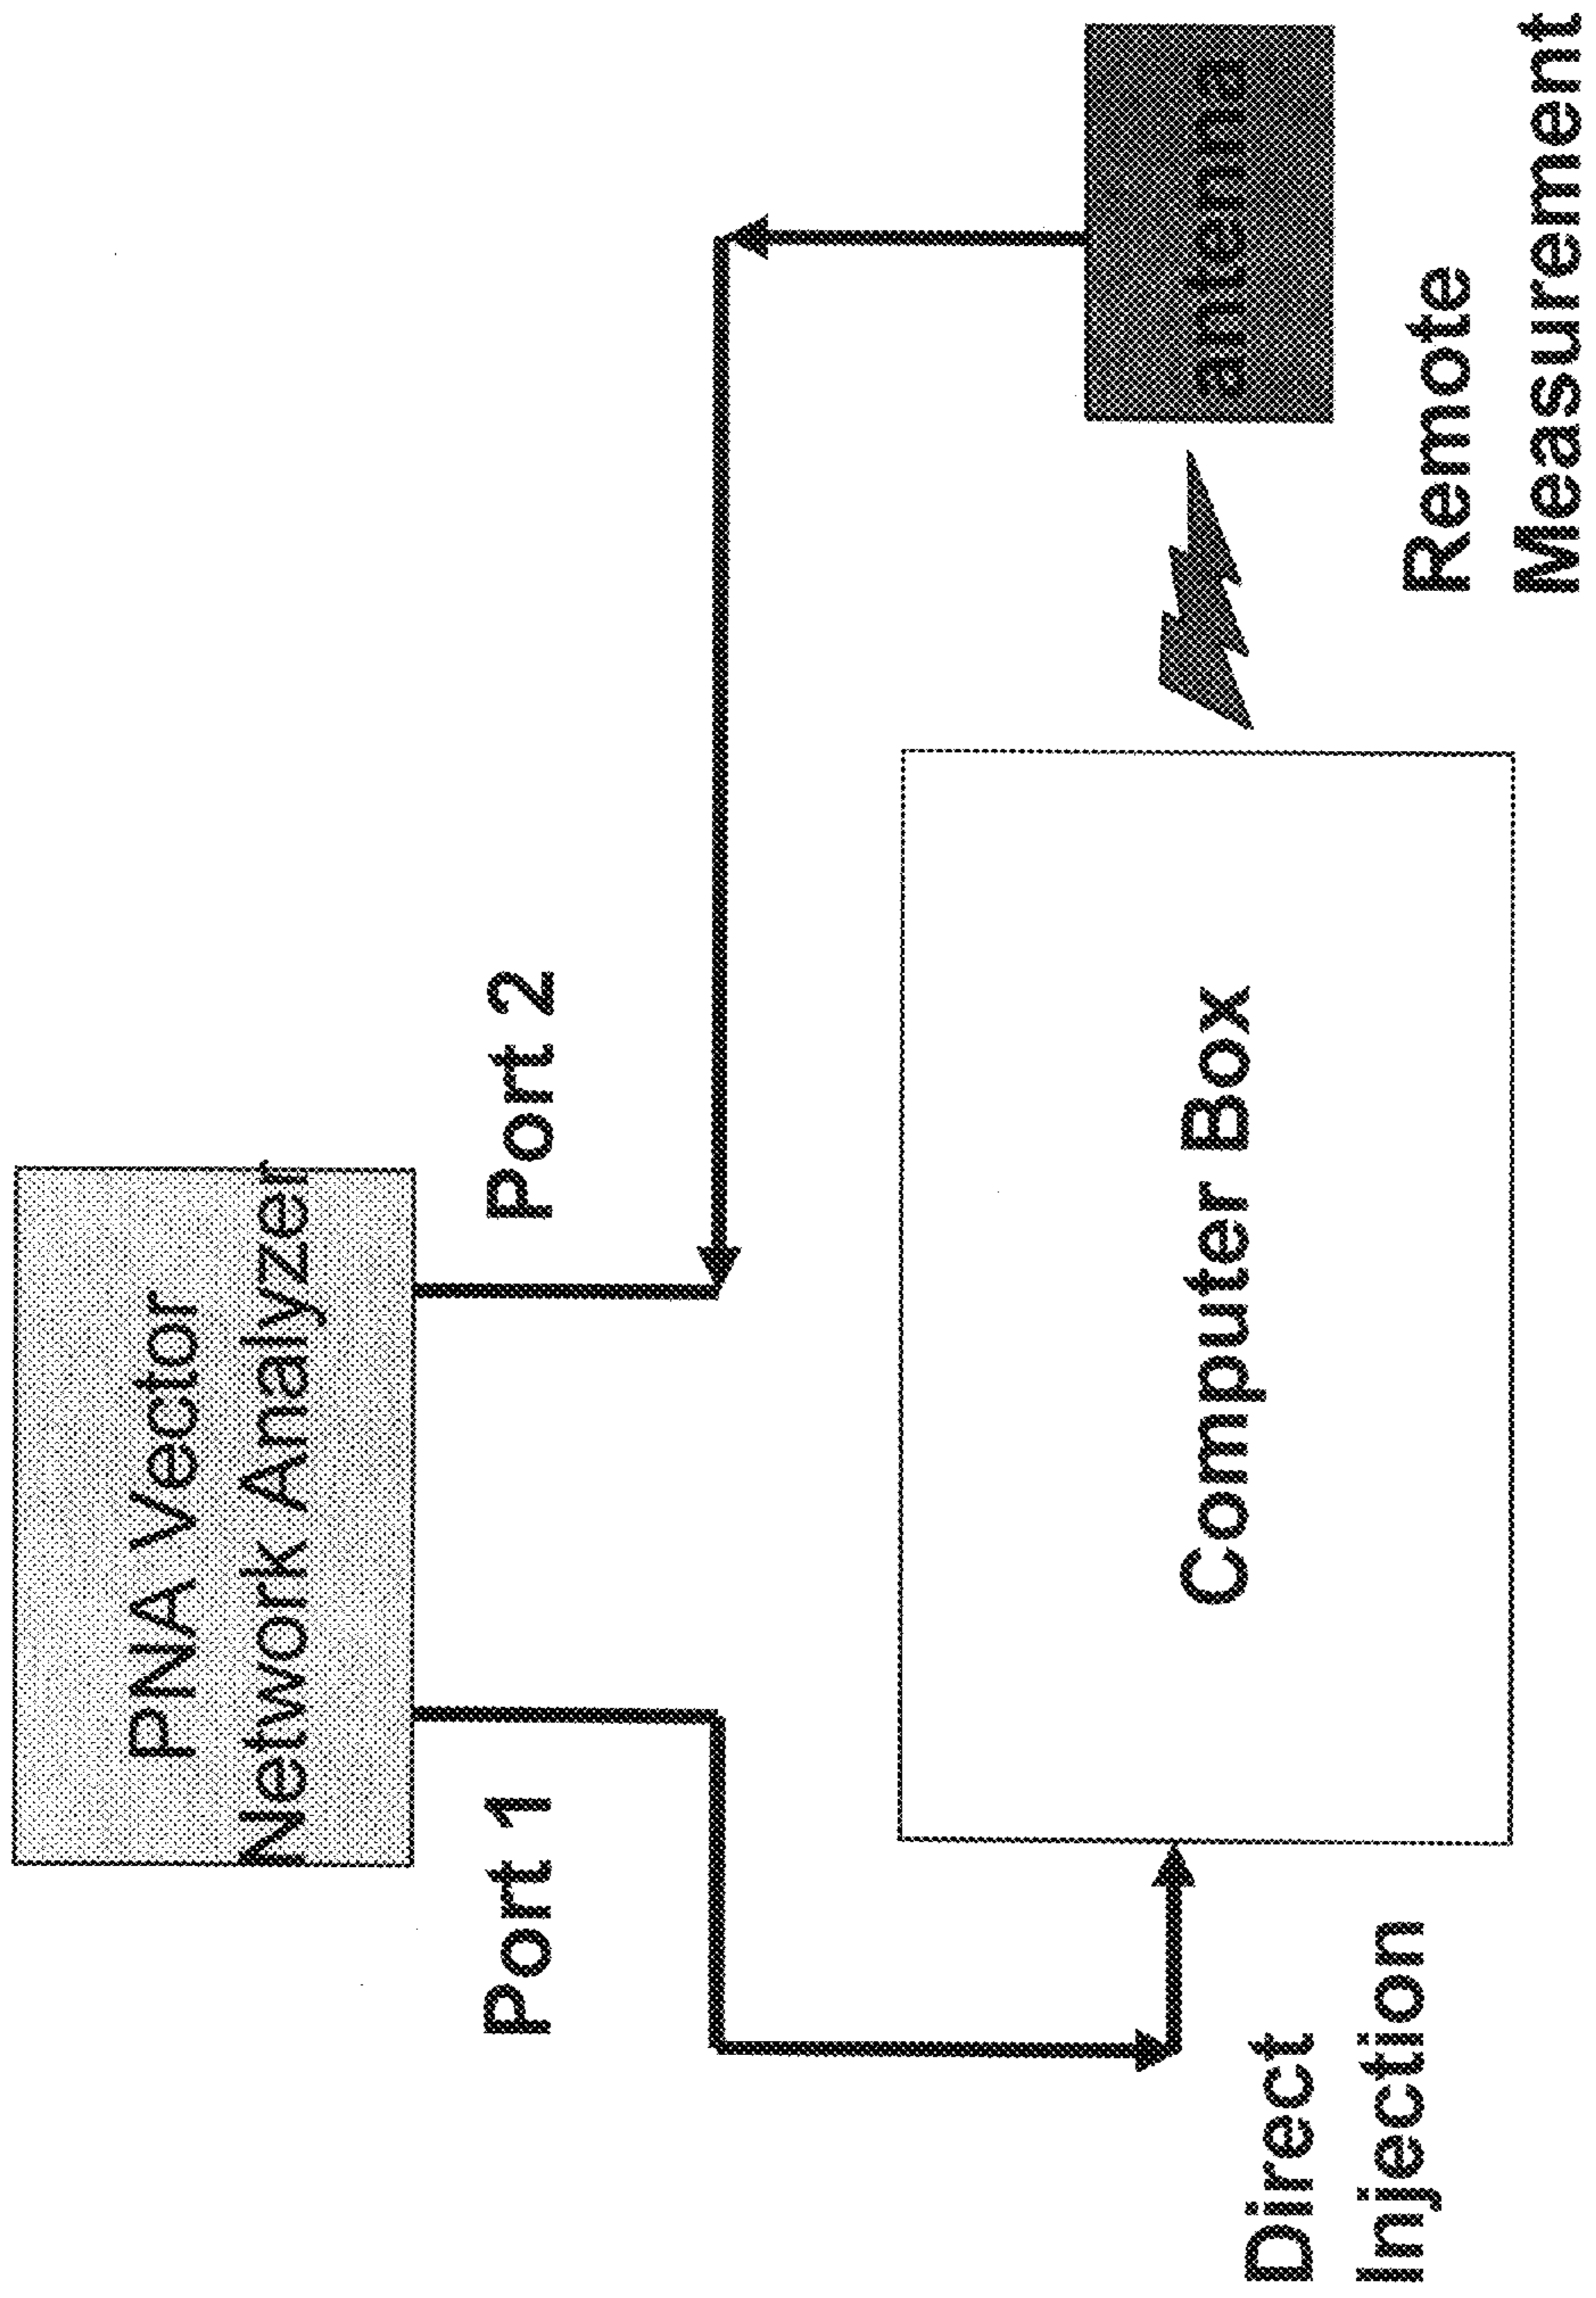 PNA Vector
Network Analyzer
Port 1
Port 2
Computer Box
antenna
Direct
Injection
Remote
Measurement